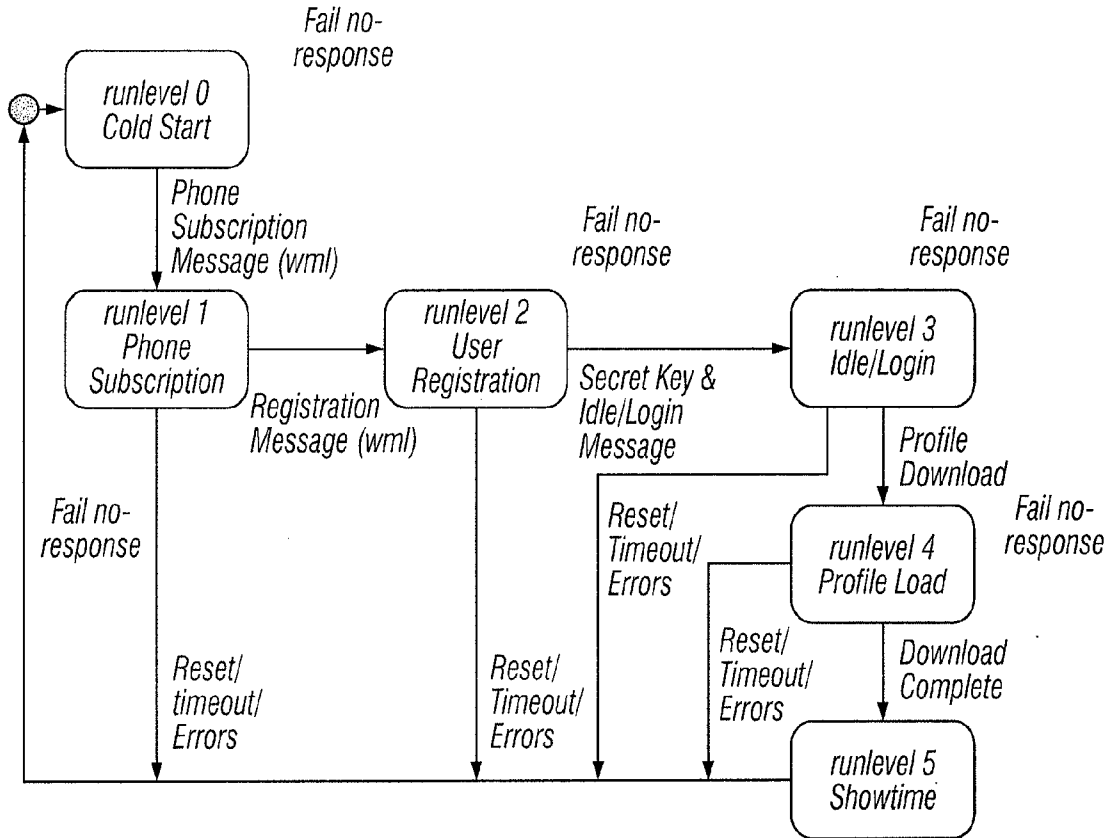 Fail no-
response
runlevel 0
Cold Start
Phone
Subscription
Message (wml)
Fail no-
response
Fail no-
response
runlevel 1
Phone
Subscription
runlevel 2
User
Registration
runlevel 3
Idle/Login
Registration
Message (wml)
Secret Key &
Idle/Login
Message
Profile
Download
Fail no-
response
Reset/
Timeout/
Errors
runlevel 4
Profile Load
Fail no-
response
Reset/
timeout/
Errors
Reset/
Timeout/
Errors
Reset/
Timeout/
Errors
Download
Complete
runlevel 5
Showtime